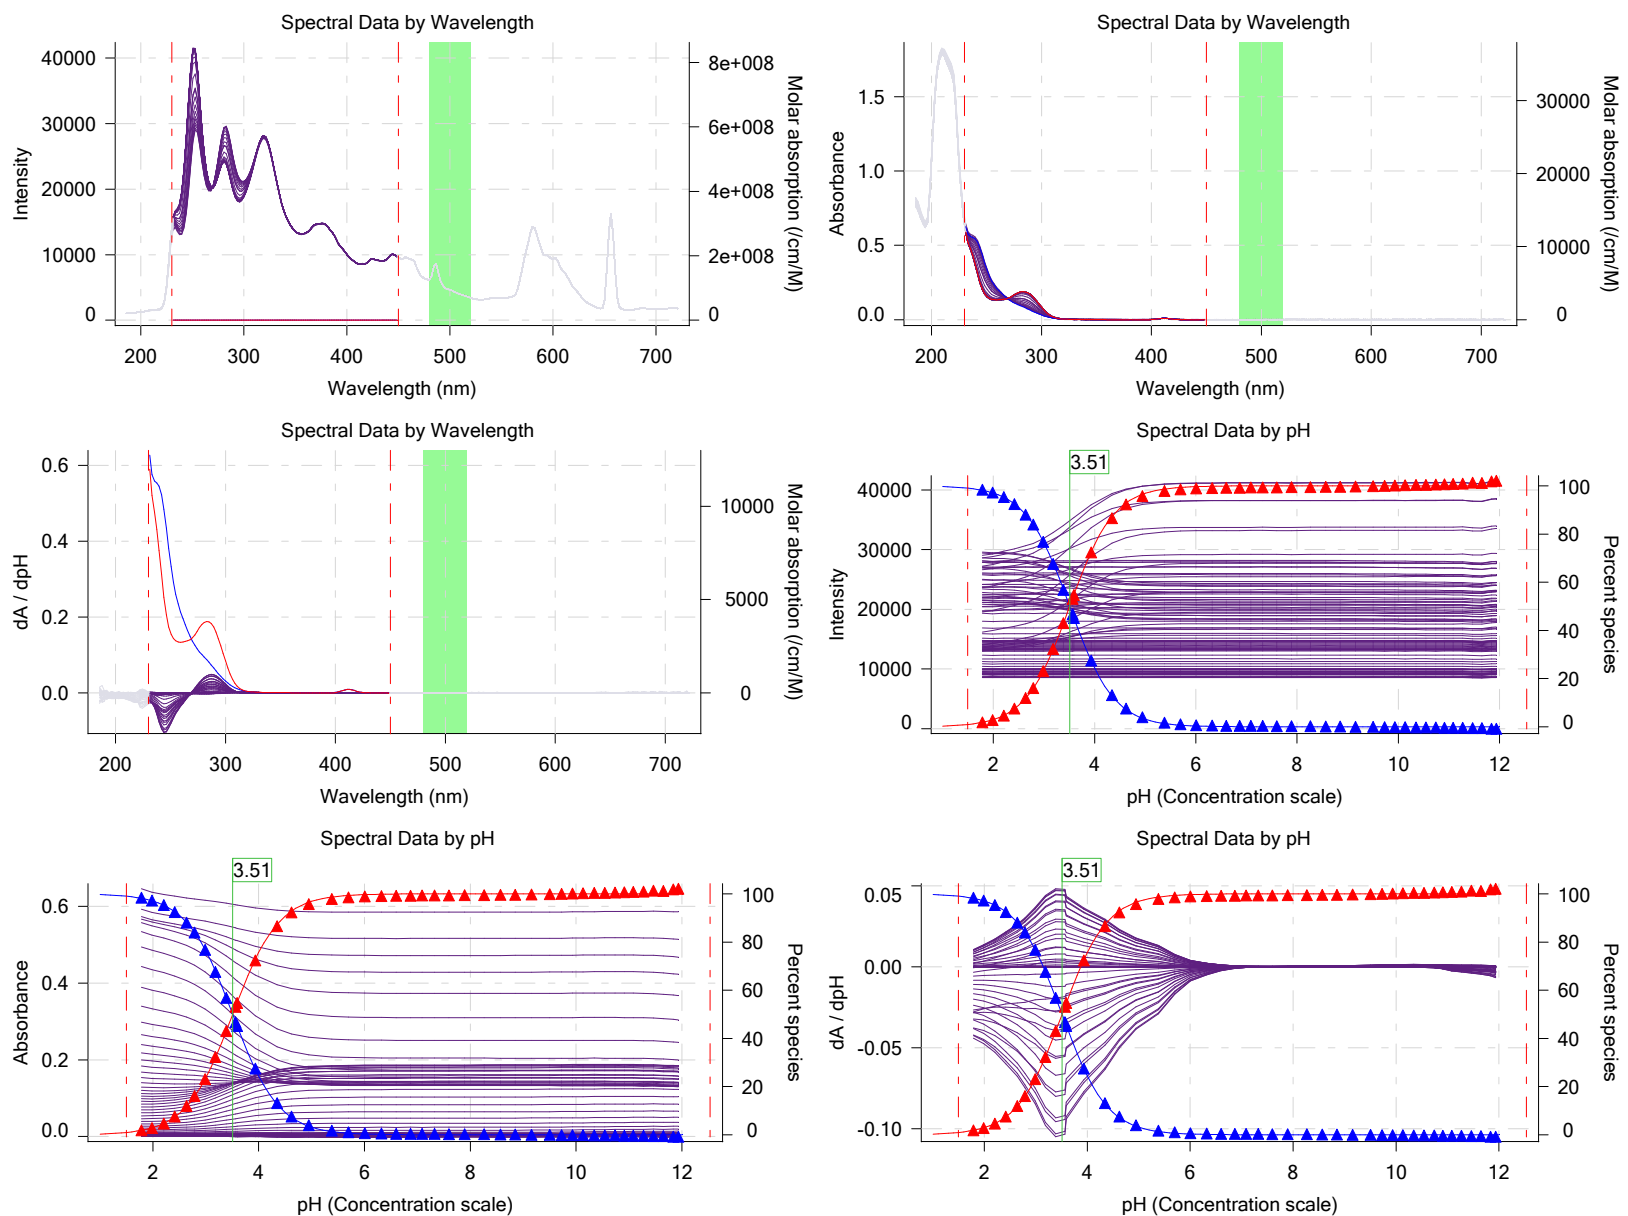 Spectral Data by Wavelength
Intensity
40000
30000
20000
10000
0
8e+008
6e+008
4e+008
2e+008
0
Molar absorption (/cm/M)
200 300 400 500 600 700
Wavelength (nm)
Spectral Data by Wavelength
Absorbance
1.5
1.0
0.5
0.0
30000
20000
10000
0
Molar absorption (/cm/M)
200 300 400 500 600 700
Wavelength (nm)
Spectral Data by Wavelength
dA / dpH
0.6
0.4
0.2
0.0
10000
5000
0
Molar absorption (/cm/M)
200 300 400 500 600 700
Wavelength (nm)
Spectral Data by pH
3.51
Intensity
40000
30000
20000
10000
0
100
80
60
40
20
0
Percent species
2 4 6 8 10 12
pH (Concentration scale)
Spectral Data by pH
3.51
Absorbance
0.6
0.4
0.2
0.0
100
80
60
40
20
0
Percent species
2 4 6 8 10 12
pH (Concentration scale)
Spectral Data by pH
3.51
dA / dpH
0.05
0.00
-0.05
-0.10
100
80
60
40
20
0
Percent species
2 4 6 8 10 12
pH (Concentration scale)